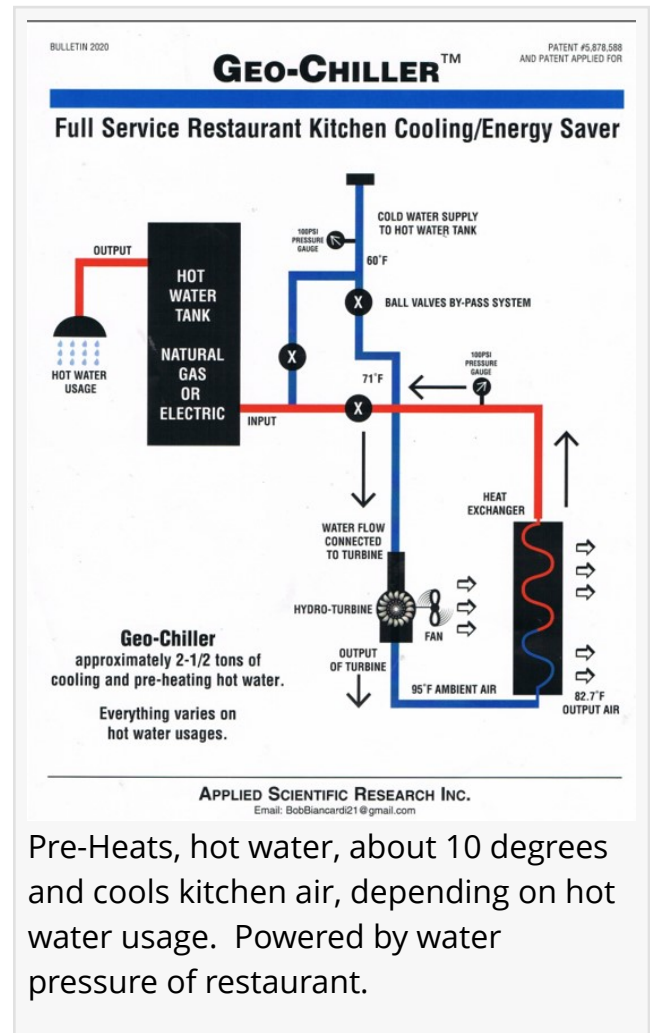 BULLETIN 2020
PATENT #5,878,588
AND PATENT APPLIED FOR
GEO-CHILLER™
Full Service Restaurant Kitchen Cooling/Energy Saver
COLD WATER SUPPLY
TO HOT WATER TANK
100PSI
PRESSURE
GAUGE
60°F
OUTPUT
HOT
WATER
TANK
NATURAL
GAS
OR
ELECTRIC
HOT WATER
USAGE
X
BALL VALVES BY-PASS SYSTEM
X
71°F
100PSI
PRESSURE
GAUGE
X
INPUT
HEAT
EXCHANGER
WATER FLOW
CONNECTED
TO TURBINE
HYDRO-TURBINE
FAN
OUTPUT
OF TURBINE
95°F AMBIENT AIR
82.7°F
OUTPUT AIR
Geo-Chiller
approximately 2-1/2 tons of
cooling and pre-heating hot water.
Everything varies on
hot water usages.
APPLIED SCIENTIFIC RESEARCH INC.
Email: BobBiancardi21@gmail.com
Pre-Heats, hot water, about 10 degrees
and cools kitchen air, depending on hot
water usage. Powered by water
pressure of restaurant.